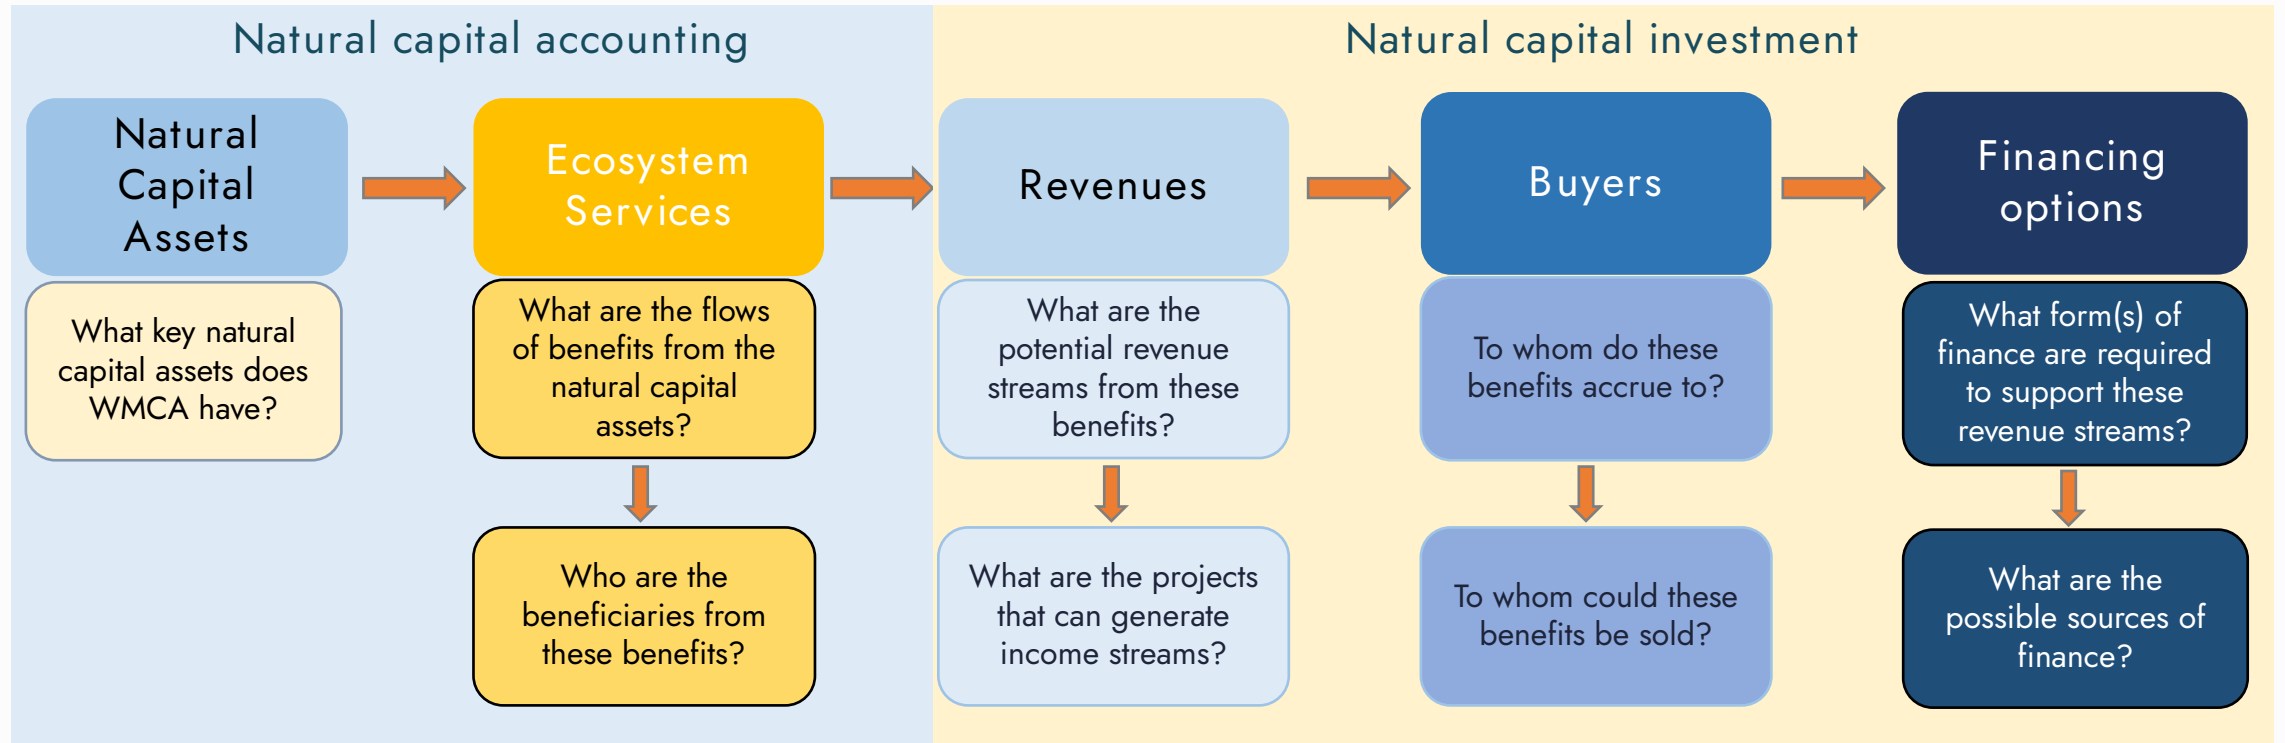 Natural capital accounting
Natural capital investment
Natural
Capital
Assets
Ecosystem
Services
Revenues
Buyers
Financing
options
What key natural
capital assets does
WMCA have?
What are the flows
of benefits from the
natural capital
assets?
What are the
potential revenue
streams from these
benefits?
To whom do these
benefits accrue to?
What form(s) of
finance are required
to support these
revenue streams?
Who are the
beneficiaries from
these benefits?
What are the projects
that can generate
income streams?
To whom could these
benefits be sold?
What are the
possible sources of
finance?